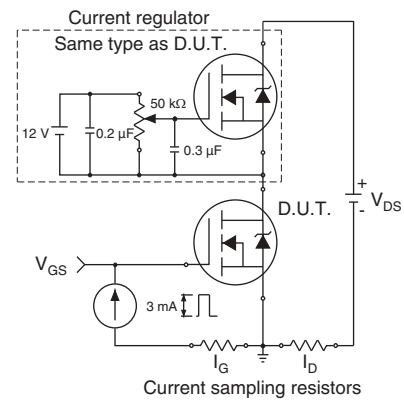 Current regulator
Same type as D.U.T.
50 kΩ
12 V
0.2 µF
0.3 µF
+
-
VDS
D.U.T.
VGS
3 mA
IG
ID
Current sampling resistors